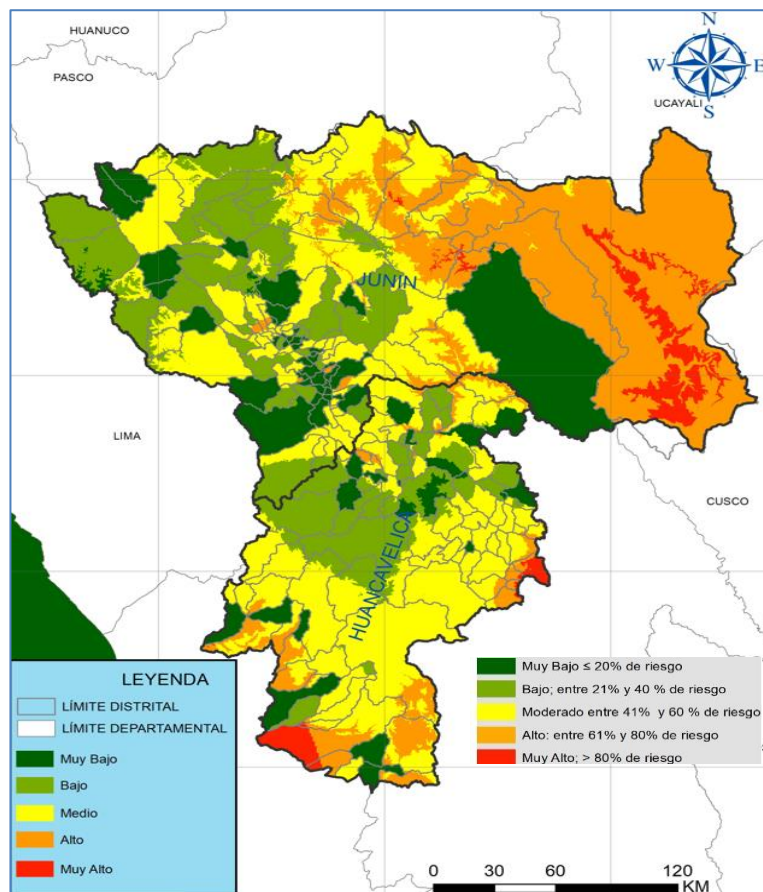 HUANUCO
PASCO
N
W
E
S
UCAYALI
JUNIN
LIMA
CUSCO
HUANCAVELICA
LEYENDA
LÍMITE DISTRITAL
LÍMITE DEPARTAMENTAL
Muy Bajo
Bajo
Medio
Alto
Muy Alto
Muy Bajo ≤ 20% de riesgo
Bajo; entre 21% y 40 % de riesgo
Moderado entre 41% y 60 % de riesgo
Alto: entre 61% y 80% de riesgo
Muy Alto; > 80% de riesgo
0 30 60 120
KM